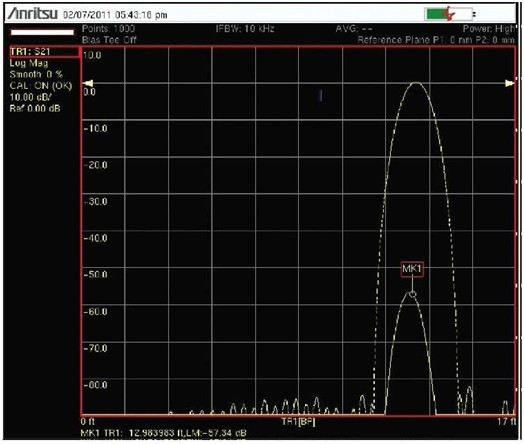 Anritsu 02/07/2011 05:43:16 pm
Points: 1000 IFBW: 10 kHz AVG: -- Power: High
Bias Tee Off Reference Plane P1: 0 mm P2: 0 mm
TR1: S21
Log Mag
Smooth: 0 %
CAL: ON (OK)
10.00 dB/
Ref 0.00 dB
10.0
0.0
-10.0
-20.0
-30.0
-40.0
-50.0
MK1
-60.0
-70.0
-80.0
0 ft TR1[BP] 17 ft
MK1 TR1: 12.983983 ft,LM:-57.34 dB